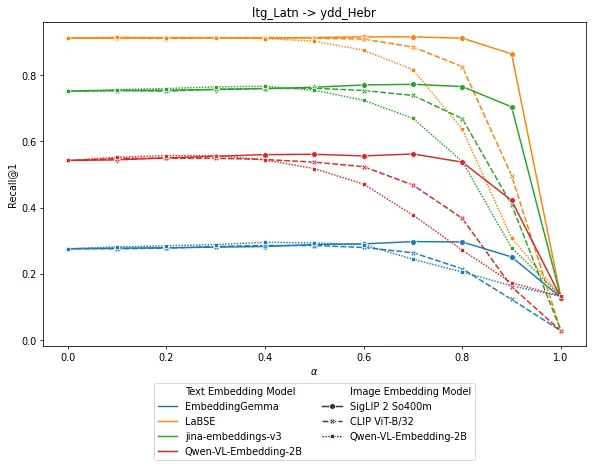 ltg_Latn -> ydd_Hebr
Recall@1
0.8
0.6
0.4
0.2
0.0
0.0 0.2 0.4 0.6 0.8 1.0
α
Text Embedding Model
EmbeddingGemma
LaBSE
jina-embeddings-v3
Qwen-VL-Embedding-2B
Image Embedding Model
SigLIP 2 So400m
CLIP ViT-B/32
Qwen-VL-Embedding-2B